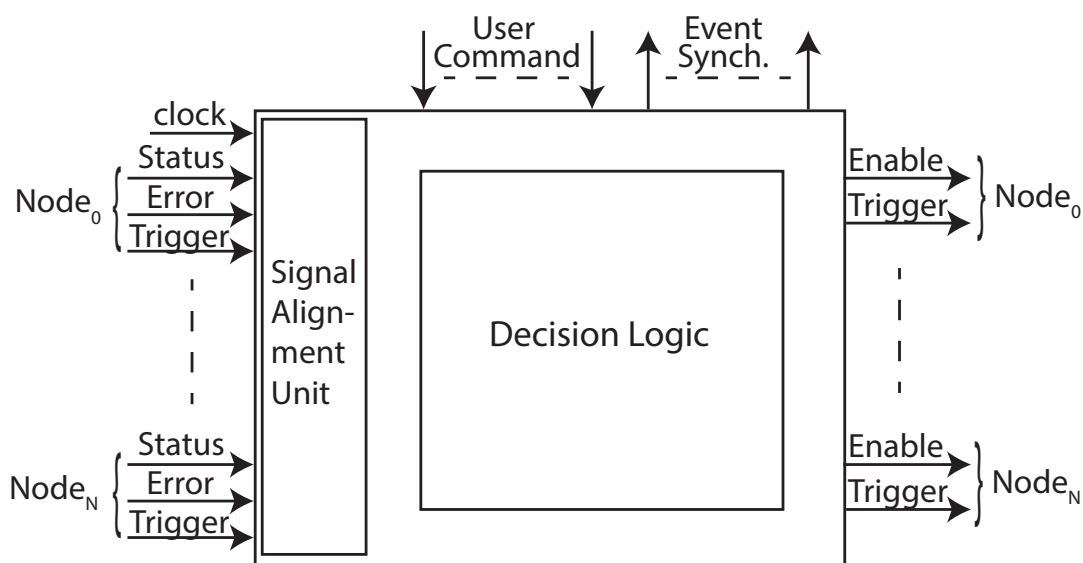 User
Command
Event
Synch.
clock
Status
Error
Trigger
Node0
Signal
Align-
ment
Unit
Decision Logic
Enable
Trigger
Node0
Status
Error
Trigger
NodeN
Enable
Trigger
NodeN